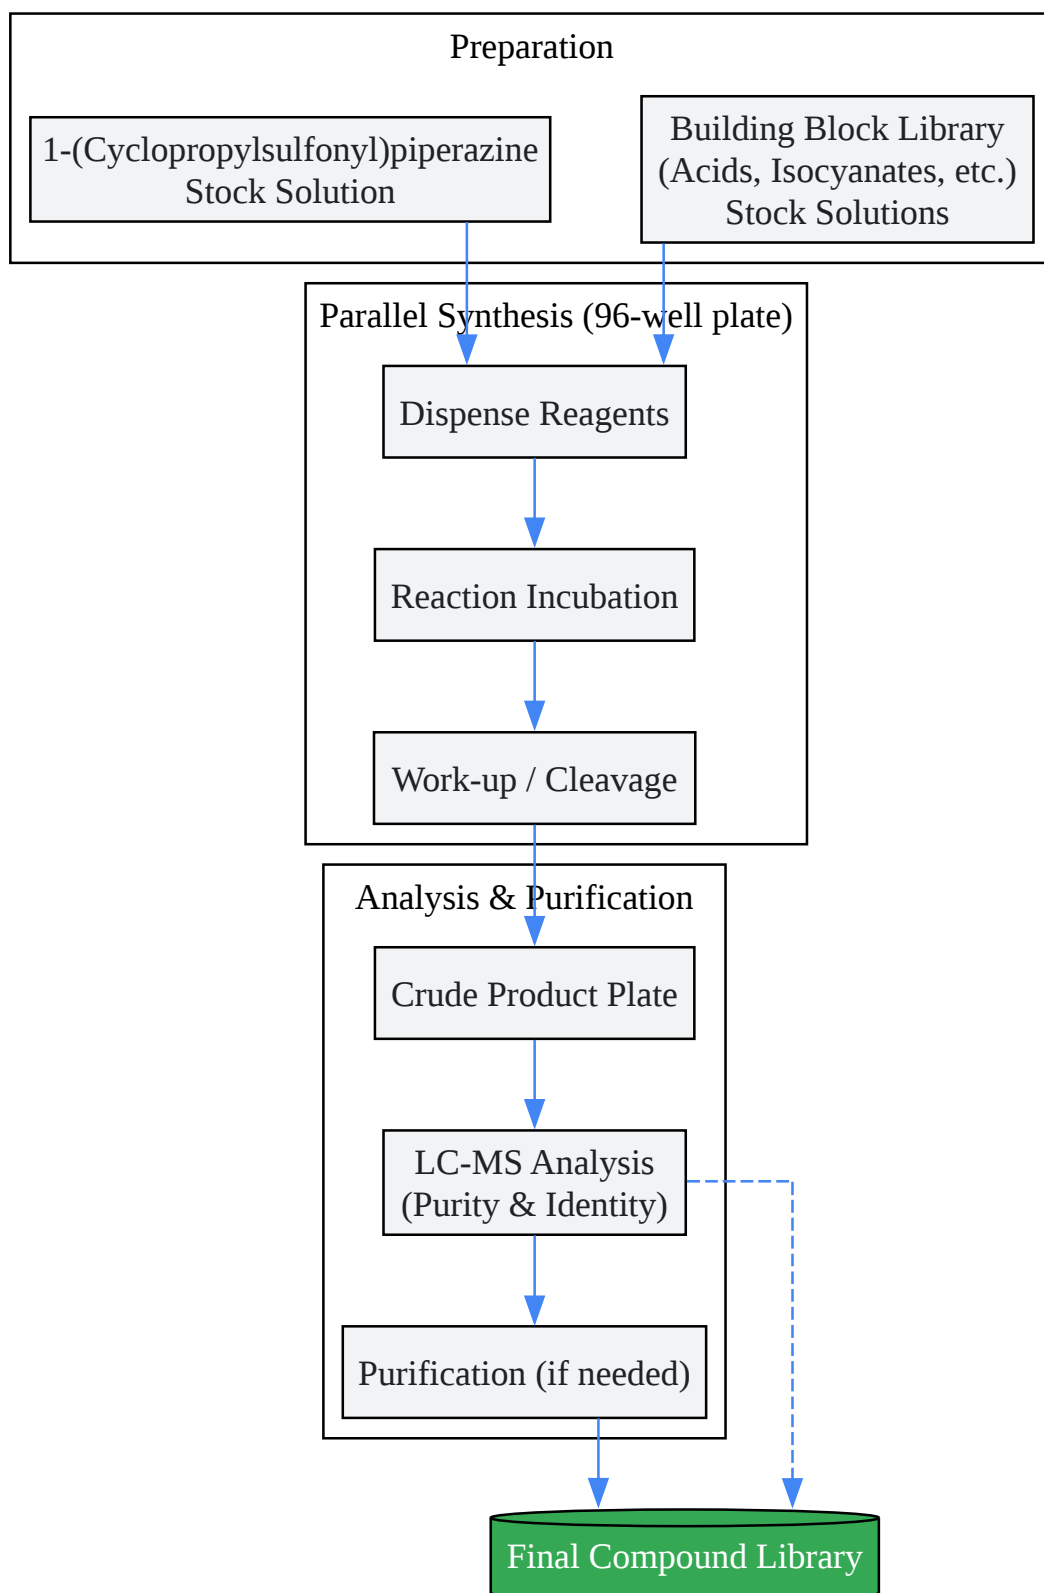 Preparation
1-(Cyclopropylsulfonyl)piperazine
Stock Solution
Building Block Library
(Acids, Isocyanates, etc.)
Stock Solutions
Parallel Synthesis (96-well plate)
Dispense Reagents
Reaction Incubation
Work-up / Cleavage
Analysis & Purification
Crude Product Plate
LC-MS Analysis
(Purity & Identity)
Purification (if needed)
Final Compound Library